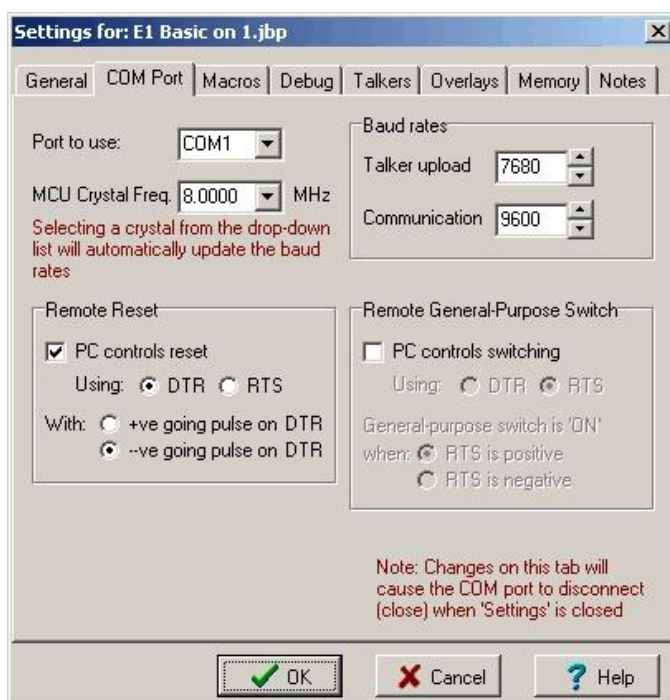 Settings for: E1 Basic on 1.jbp
General COM Port Macros Debug Talkers Overlays Memory Notes
Port to use: COM1
MCU Crystal Freq. 8.0000 MHz
Selecting a crystal from the drop-down
list will automatically update the baud
rates
Baud rates
Talker upload 7680
Communication 9600
Remote Reset
PC controls reset
Using: DTR RTS
With: +ve going pulse on DTR
--ve going pulse on DTR
Remote General-Purpose Switch
PC controls switching
Using: DTR RTS
General-purpose switch is 'ON'
when: RTS is positive
RTS is negative
Note: Changes on this tab will
cause the COM port to disconnect
(close) when 'Settings' is closed
OK Cancel Help